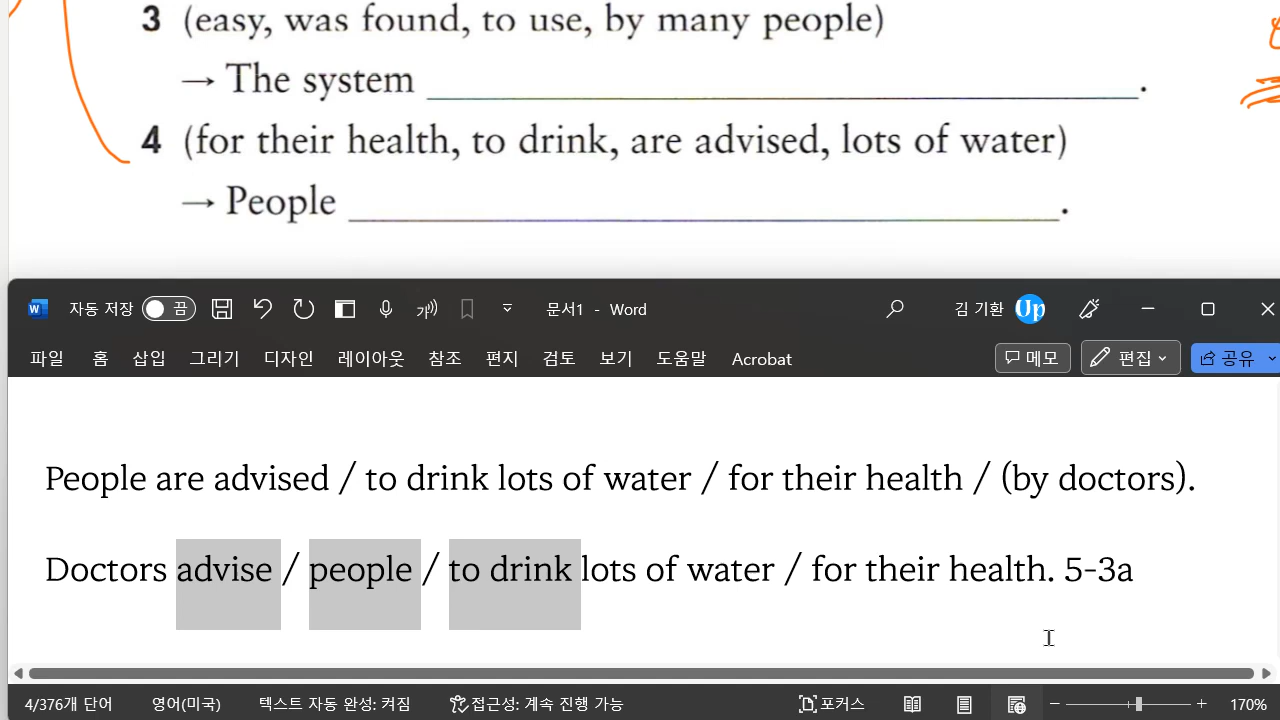 3 (easy, was found, to use, by many people)
→ The system ______________________________.
4 (for their health, to drink, are advised, lots of water)
→ People ______________________________.
자동 저장 끔 가 문서1 - Word 김 기환 Up
파일 홈 삽입 그리기 디자인 레이아웃 참조 편지 검토 보기 도움말 Acrobat 메모 편집 공유
People are advised / to drink lots of water / for their health / (by doctors).
Doctors advise / people / to drink lots of water / for their health. 5-3a
4/376개 단어 영어(미국) 텍스트 자동 완성: 켜짐 접근성: 계속 진행 가능 포커스 170%